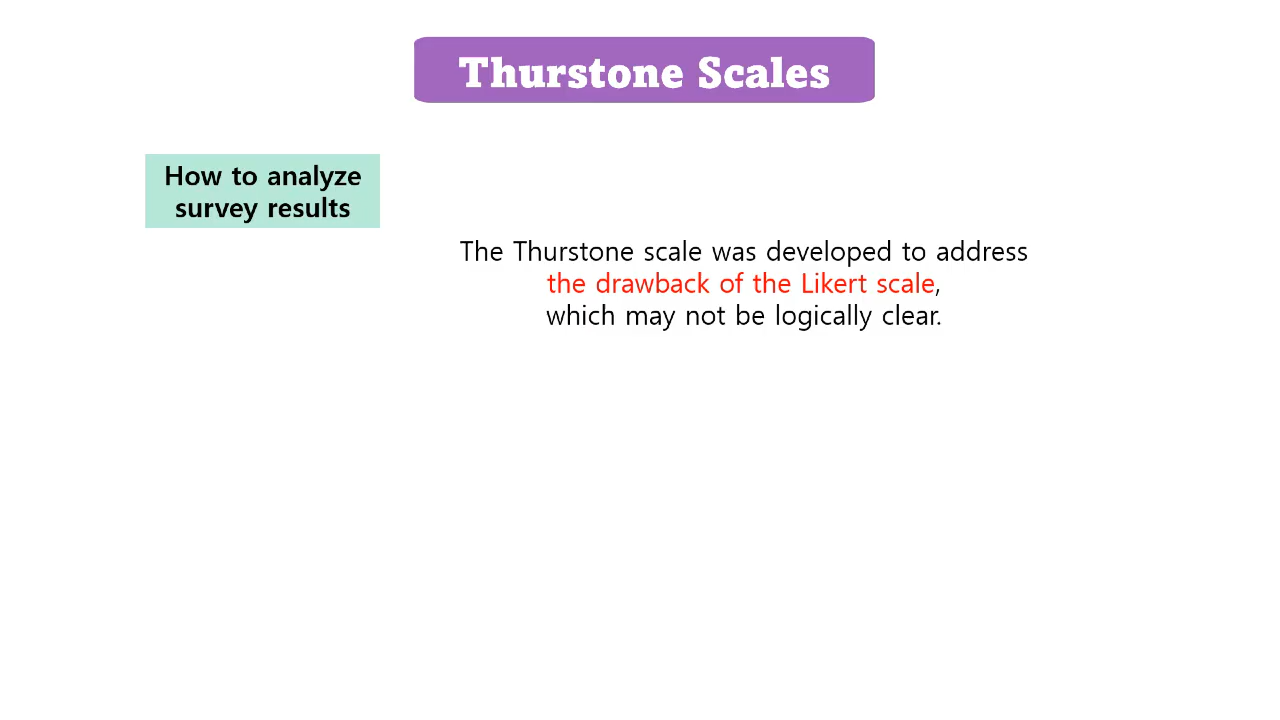 Thurstone Scales
How to analyze
survey results
The Thurstone scale was developed to address
the drawback of the Likert scale,
which may not be logically clear.